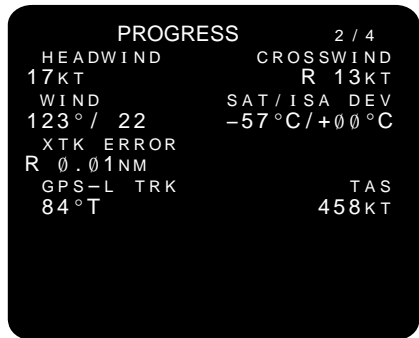 PROGRESS 2/4
HEADWIND CROSSWIND
17KT R 13KT
WIND SAT/ISA DEV
123°/ 22 –57°C/+00°C
XTK ERROR
R 0.01NM
GPS–L TRK TAS
84°T 458KT